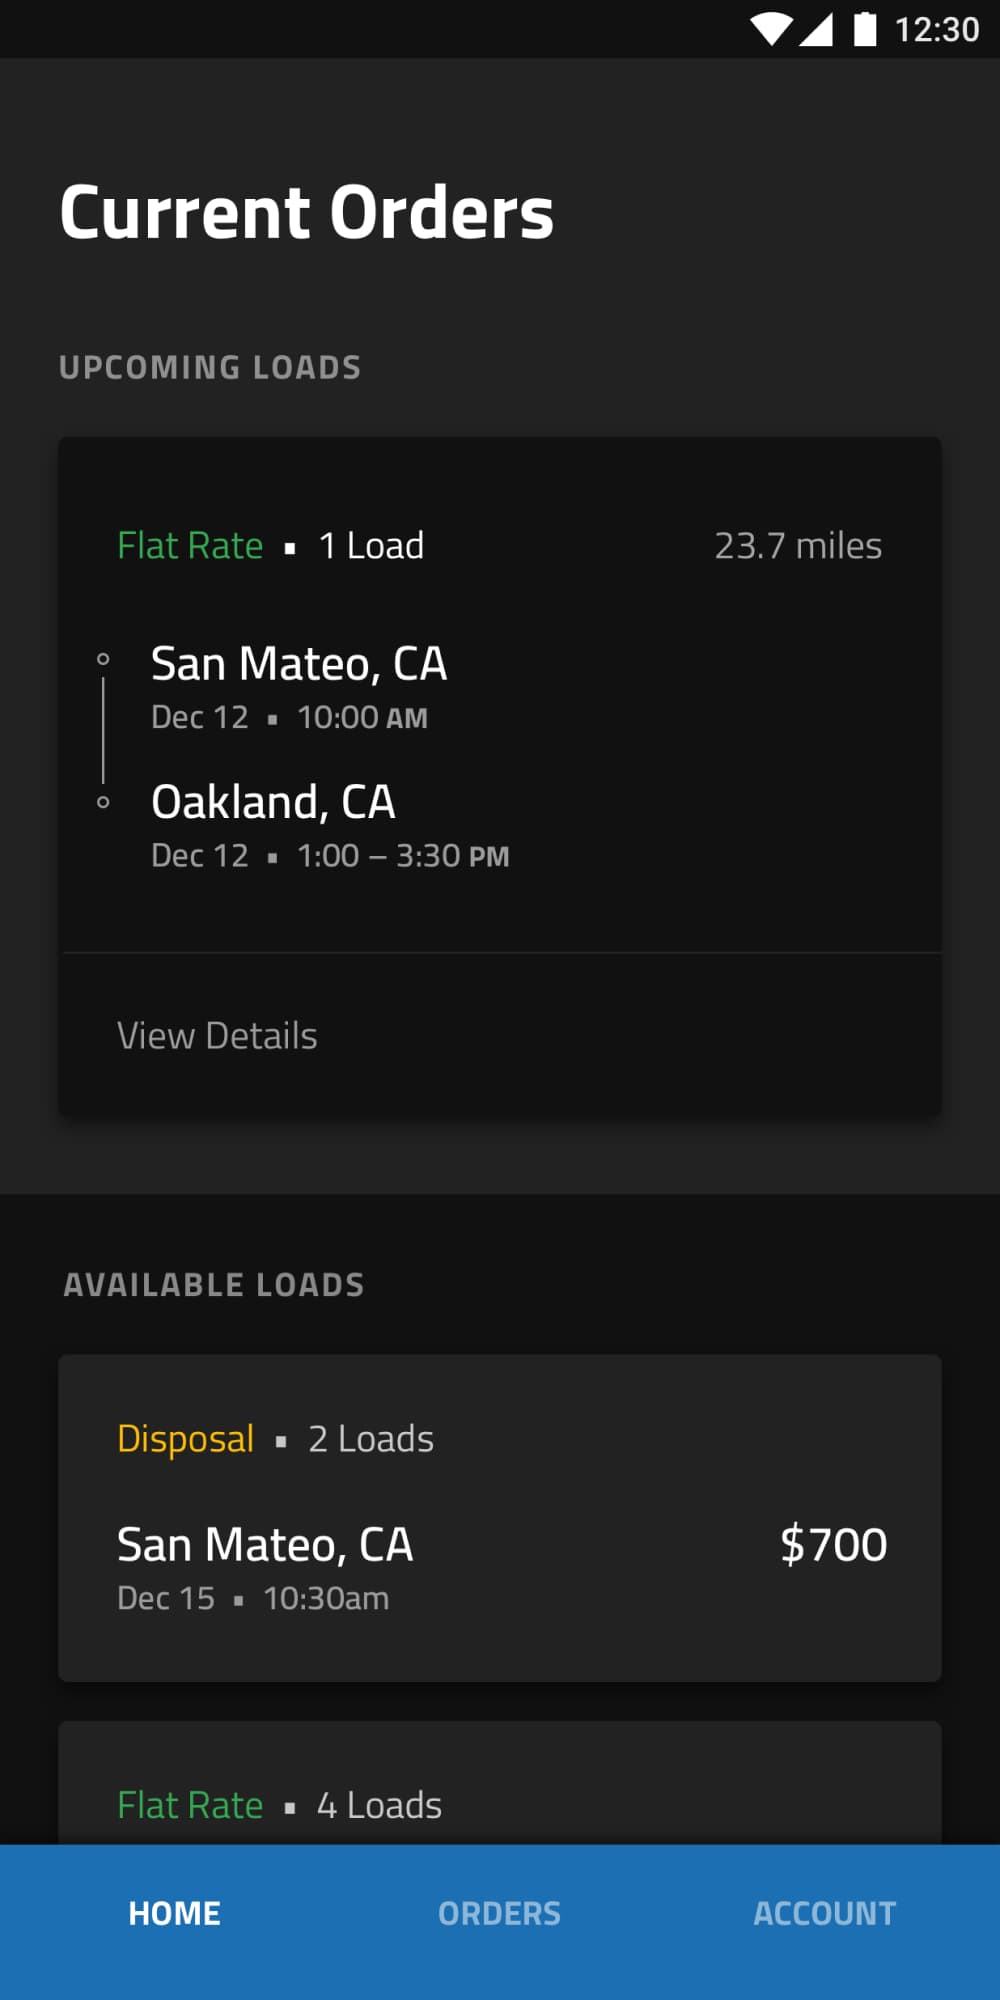 12:30
Current Orders
UPCOMING LOADS
Flat Rate ▪ 1 Load 23.7 miles
San Mateo, CA
Dec 12 ▪ 10:00 AM
Oakland, CA
Dec 12 ▪ 1:00 – 3:30 PM
View Details
AVAILABLE LOADS
Disposal ▪ 2 Loads
San Mateo, CA $700
Dec 15 ▪ 10:30am
Flat Rate ▪ 4 Loads
HOME ORDERS ACCOUNT